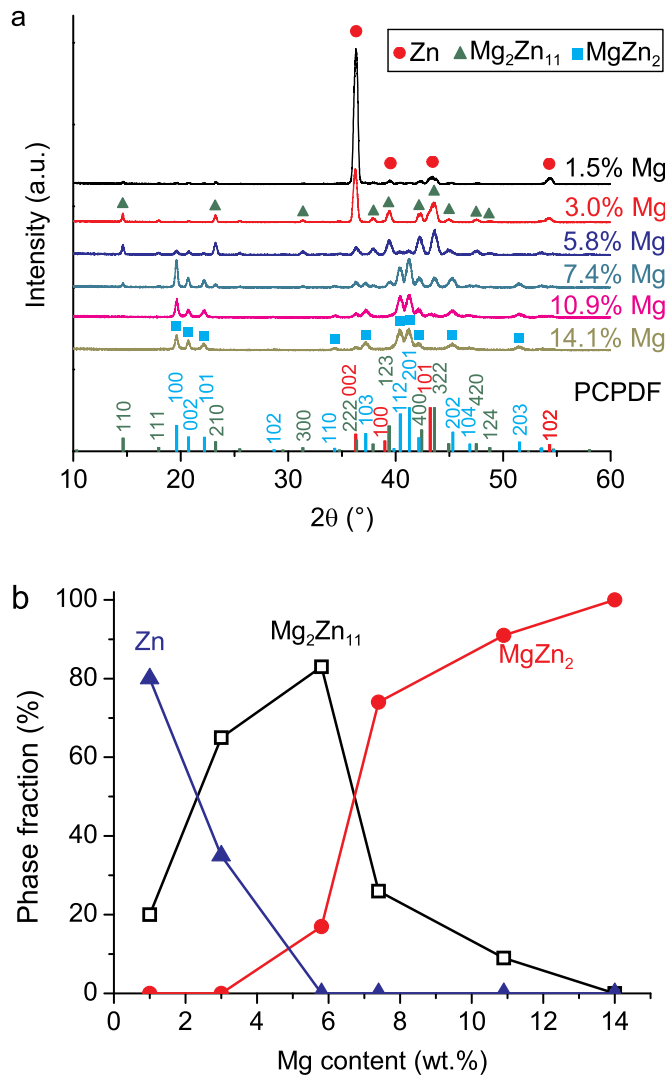 a
Zn Mg₂Zn₁₁ MgZn₂
Intensity (a.u.)
1.5% Mg
3.0% Mg
5.8% Mg
7.4% Mg
10.9% Mg
14.1% Mg
PCPDF
110
111
100
002
101
210
102
300
110
222
002
103
100
123
112
201
400
101
322
202
104
420
124
203
102
10 20 30 40 50 60
2θ (°)
b
Zn
Mg₂Zn₁₁
MgZn₂
Phase fraction (%)
100
80
60
40
20
0
0 2 4 6 8 10 12 14
Mg content (wt.%)